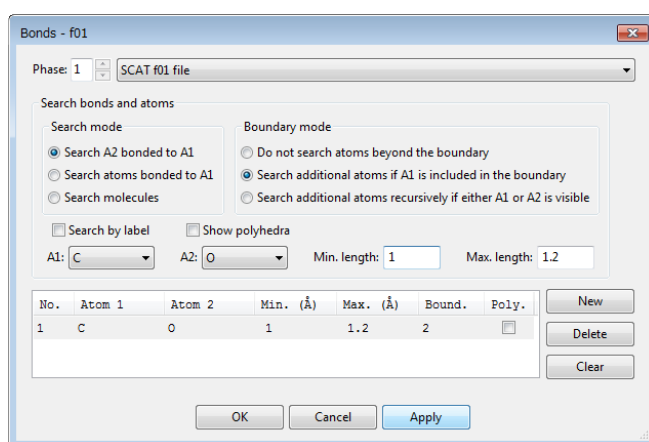 Bonds - f01
Phase: 1 SCAT f01 file
Search bonds and atoms
Search mode
Search A2 bonded to A1
Search atoms bonded to A1
Search molecules
Boundary mode
Do not search atoms beyond the boundary
Search additional atoms if A1 is included in the boundary
Search additional atoms recursively if either A1 or A2 is visible
Search by label Show polyhedra
A1: C A2: O Min. length: 1 Max. length: 1.2
No. Atom 1 Atom 2 Min. (Å) Max. (Å) Bound. Poly.
1 C O 1 1.2 2
New
Delete
Clear
OK Cancel Apply